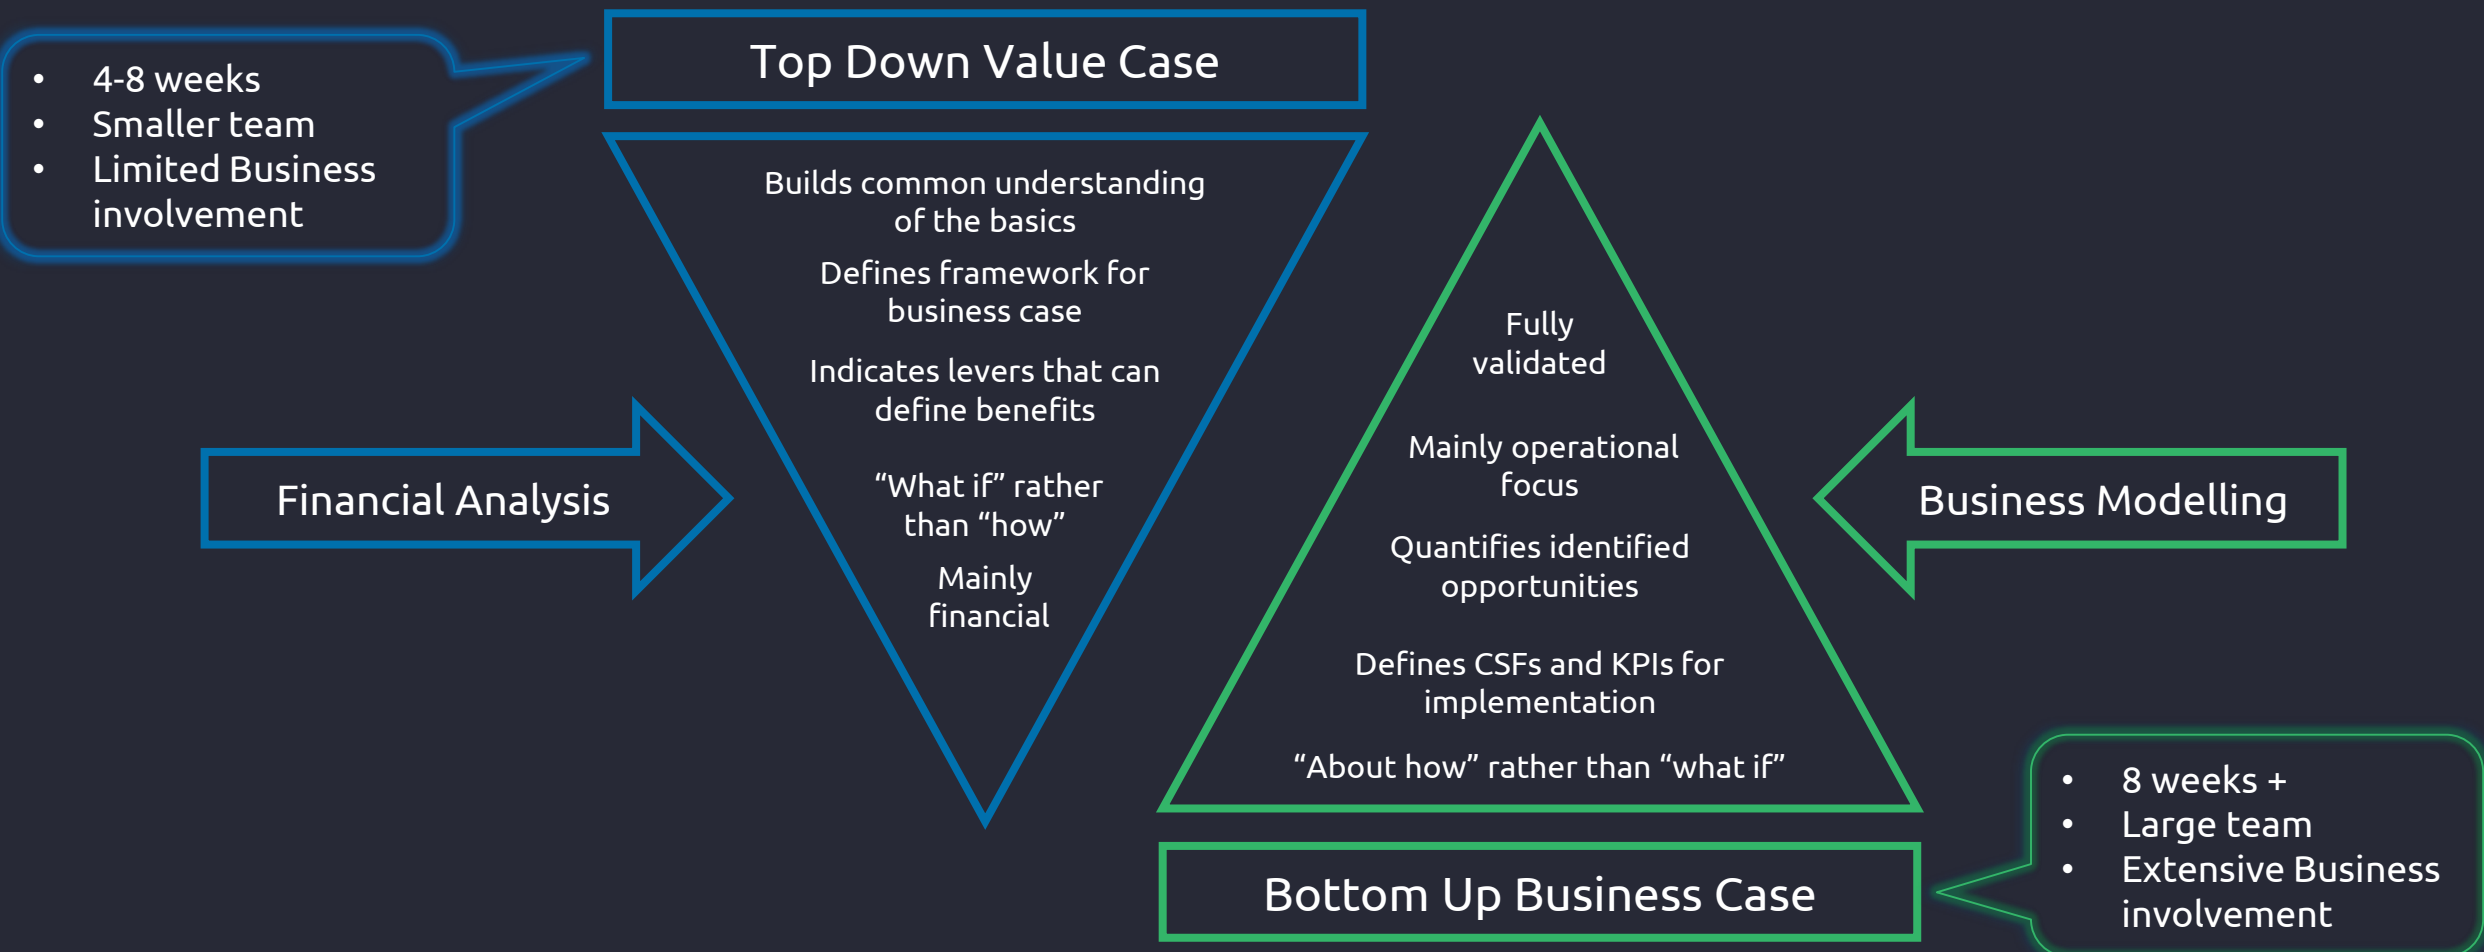 Top Down Value Case
• 4-8 weeks
• Smaller team
• Limited Business
involvement
Builds common understanding
of the basics
Defines framework for
business case
Indicates levers that can
define benefits
“What if” rather
than “how”
Mainly
financial
Financial Analysis
Fully
validated
Mainly operational
focus
Quantifies identified
opportunities
Defines CSFs and KPIs for
implementation
“About how” rather than “what if”
Business Modelling
Bottom Up Business Case
• 8 weeks +
• Large team
• Extensive Business
involvement